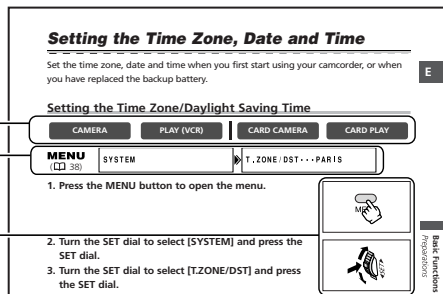 Setting the Time Zone, Date and Time
Set the time zone, date and time when you first start using your camcorder, or when
you have replaced the backup battery.
E
Setting the Time Zone/Daylight Saving Time
CAMERA PLAY (VCR) CARD CAMERA CARD PLAY
MENU
( 38)
SYSTEM T.ZONE/DST•••PARIS
1. Press the MENU button to open the menu.
2. Turn the SET dial to select [SYSTEM] and press the
SET dial.
3. Turn the SET dial to select [T.ZONE/DST] and press
the SET dial.
SET
Basic Functions
Preparations